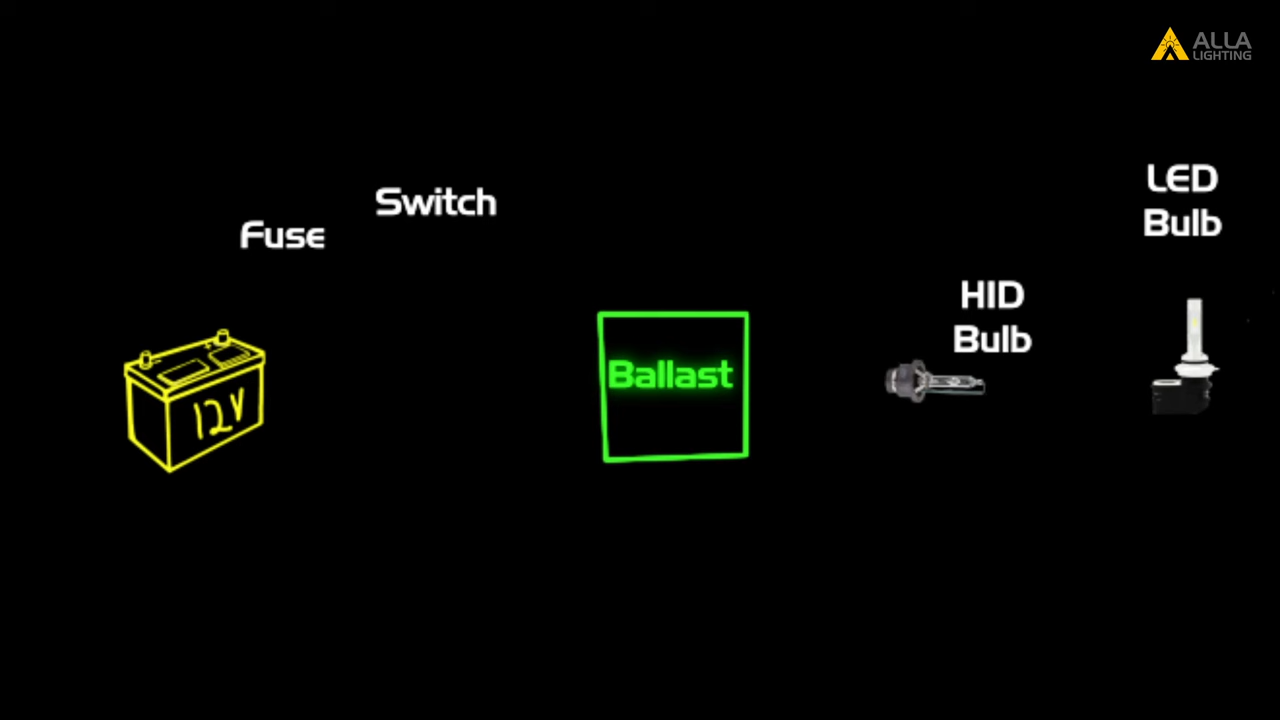 ALLA
LIGHTING
LED
Bulb
Switch
Fuse
HID
Bulb
Ballast
12V